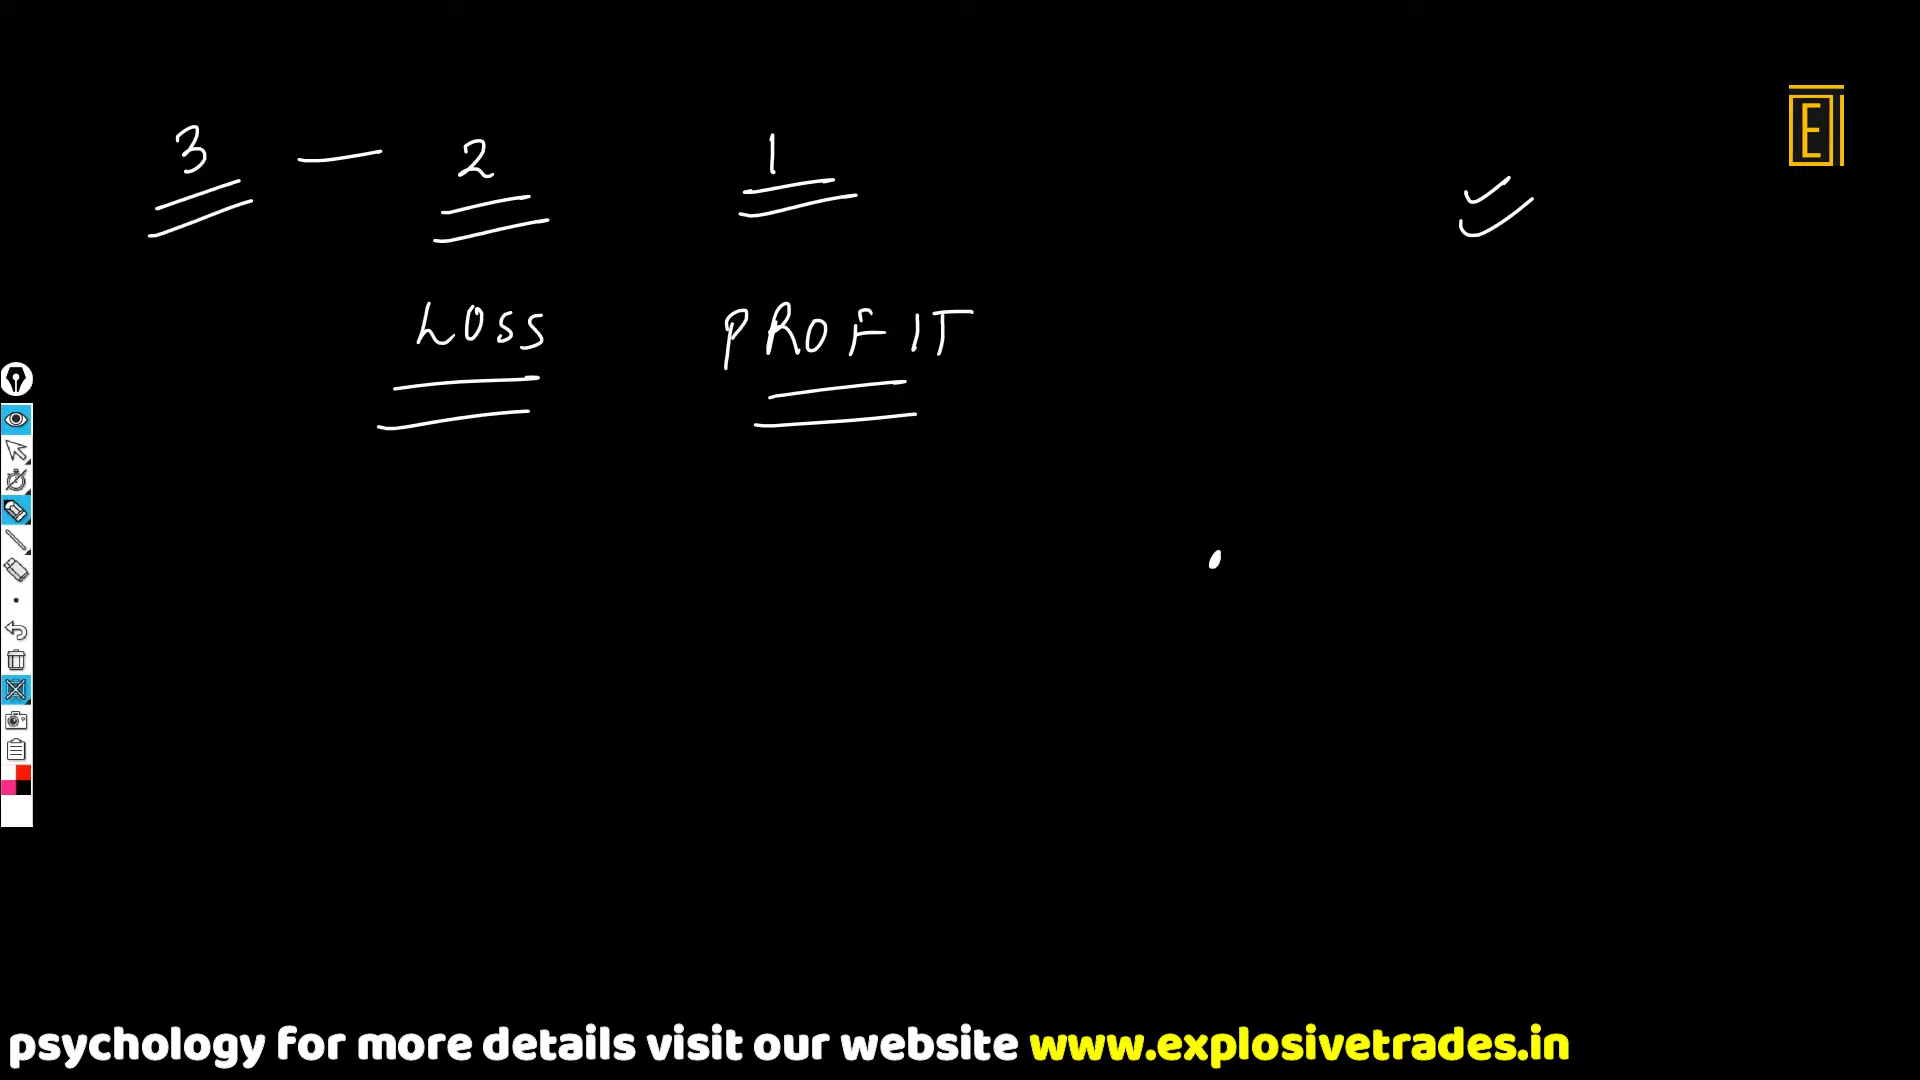 3 — 2 1
LOSS PROFIT
E
psychology for more details visit our website www.explosivetrades.in